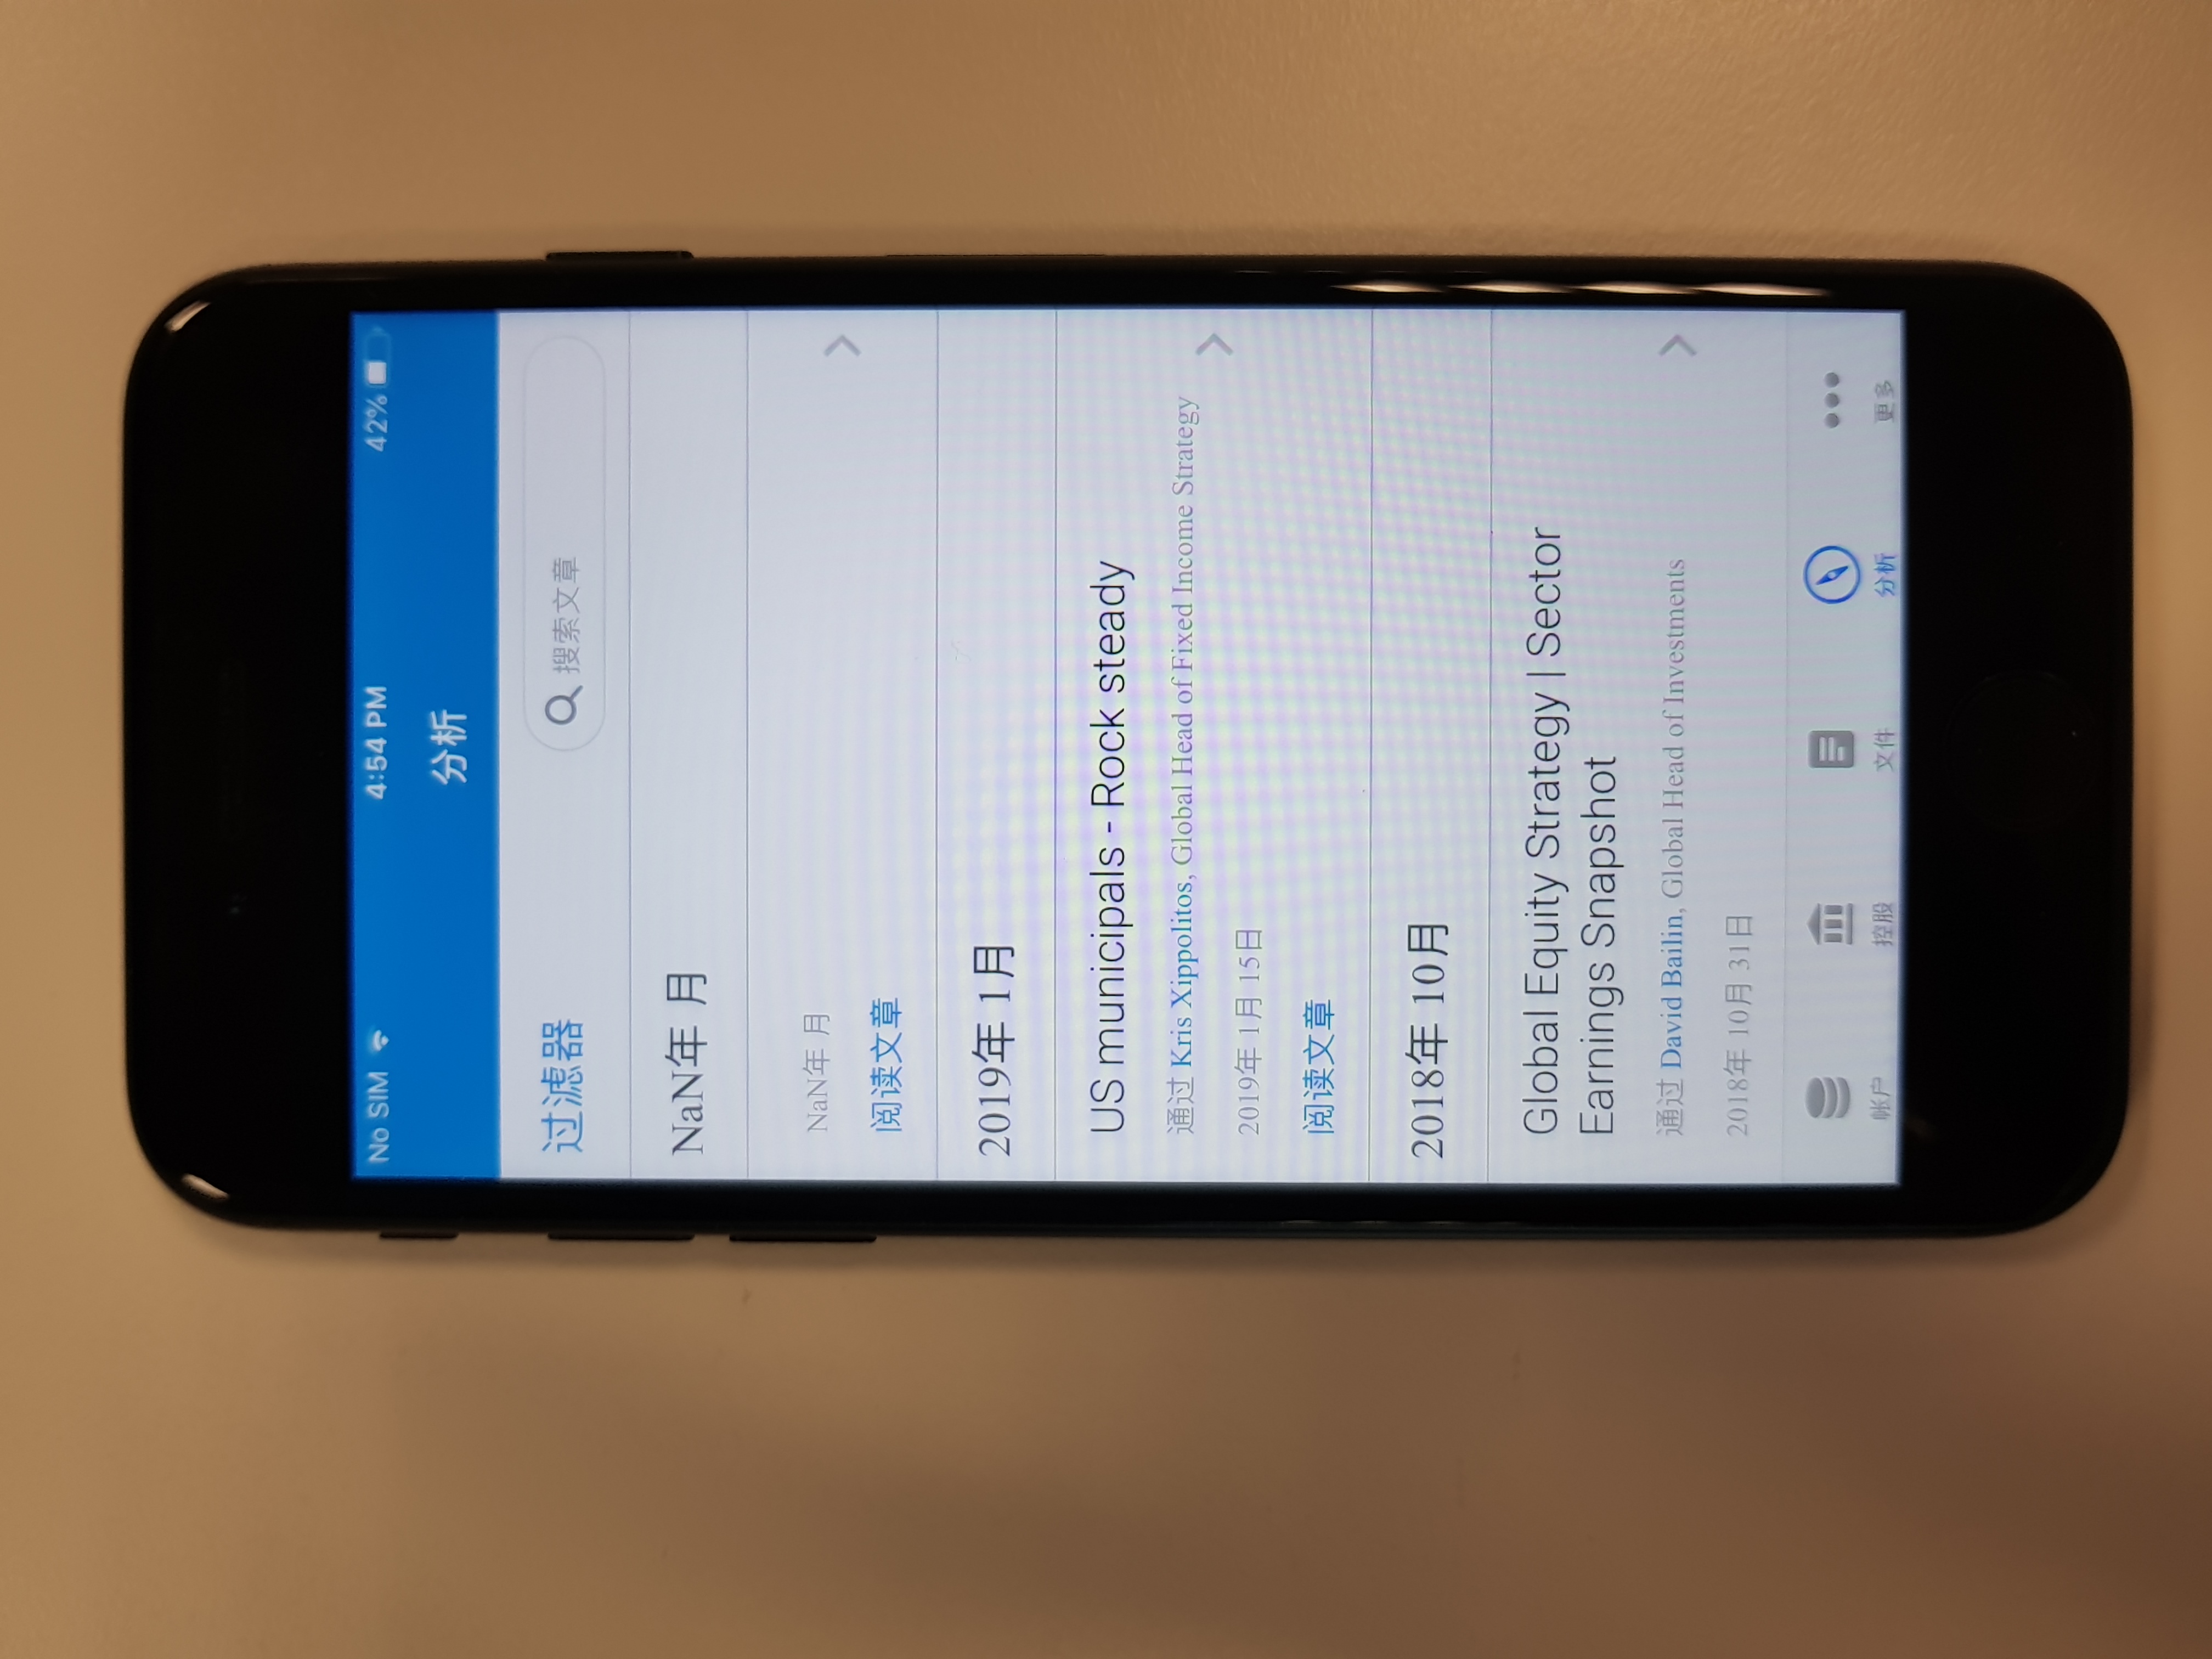 No SIM 4:54 PM 42%
分析
过滤器 搜索文章
NaN年 月
NaN年 月
阅读文章
2019年 1月
US municipals - Rock steady
通过 Kris Xippolitos, Global Head of Fixed Income Strategy
2019年 1月 15日
阅读文章
2018年 10月
Global Equity Strategy | Sector
Earnings Snapshot
通过 David Bailin, Global Head of Investments
2018年 10月 31日
帐户 控股 文件 分析 更多